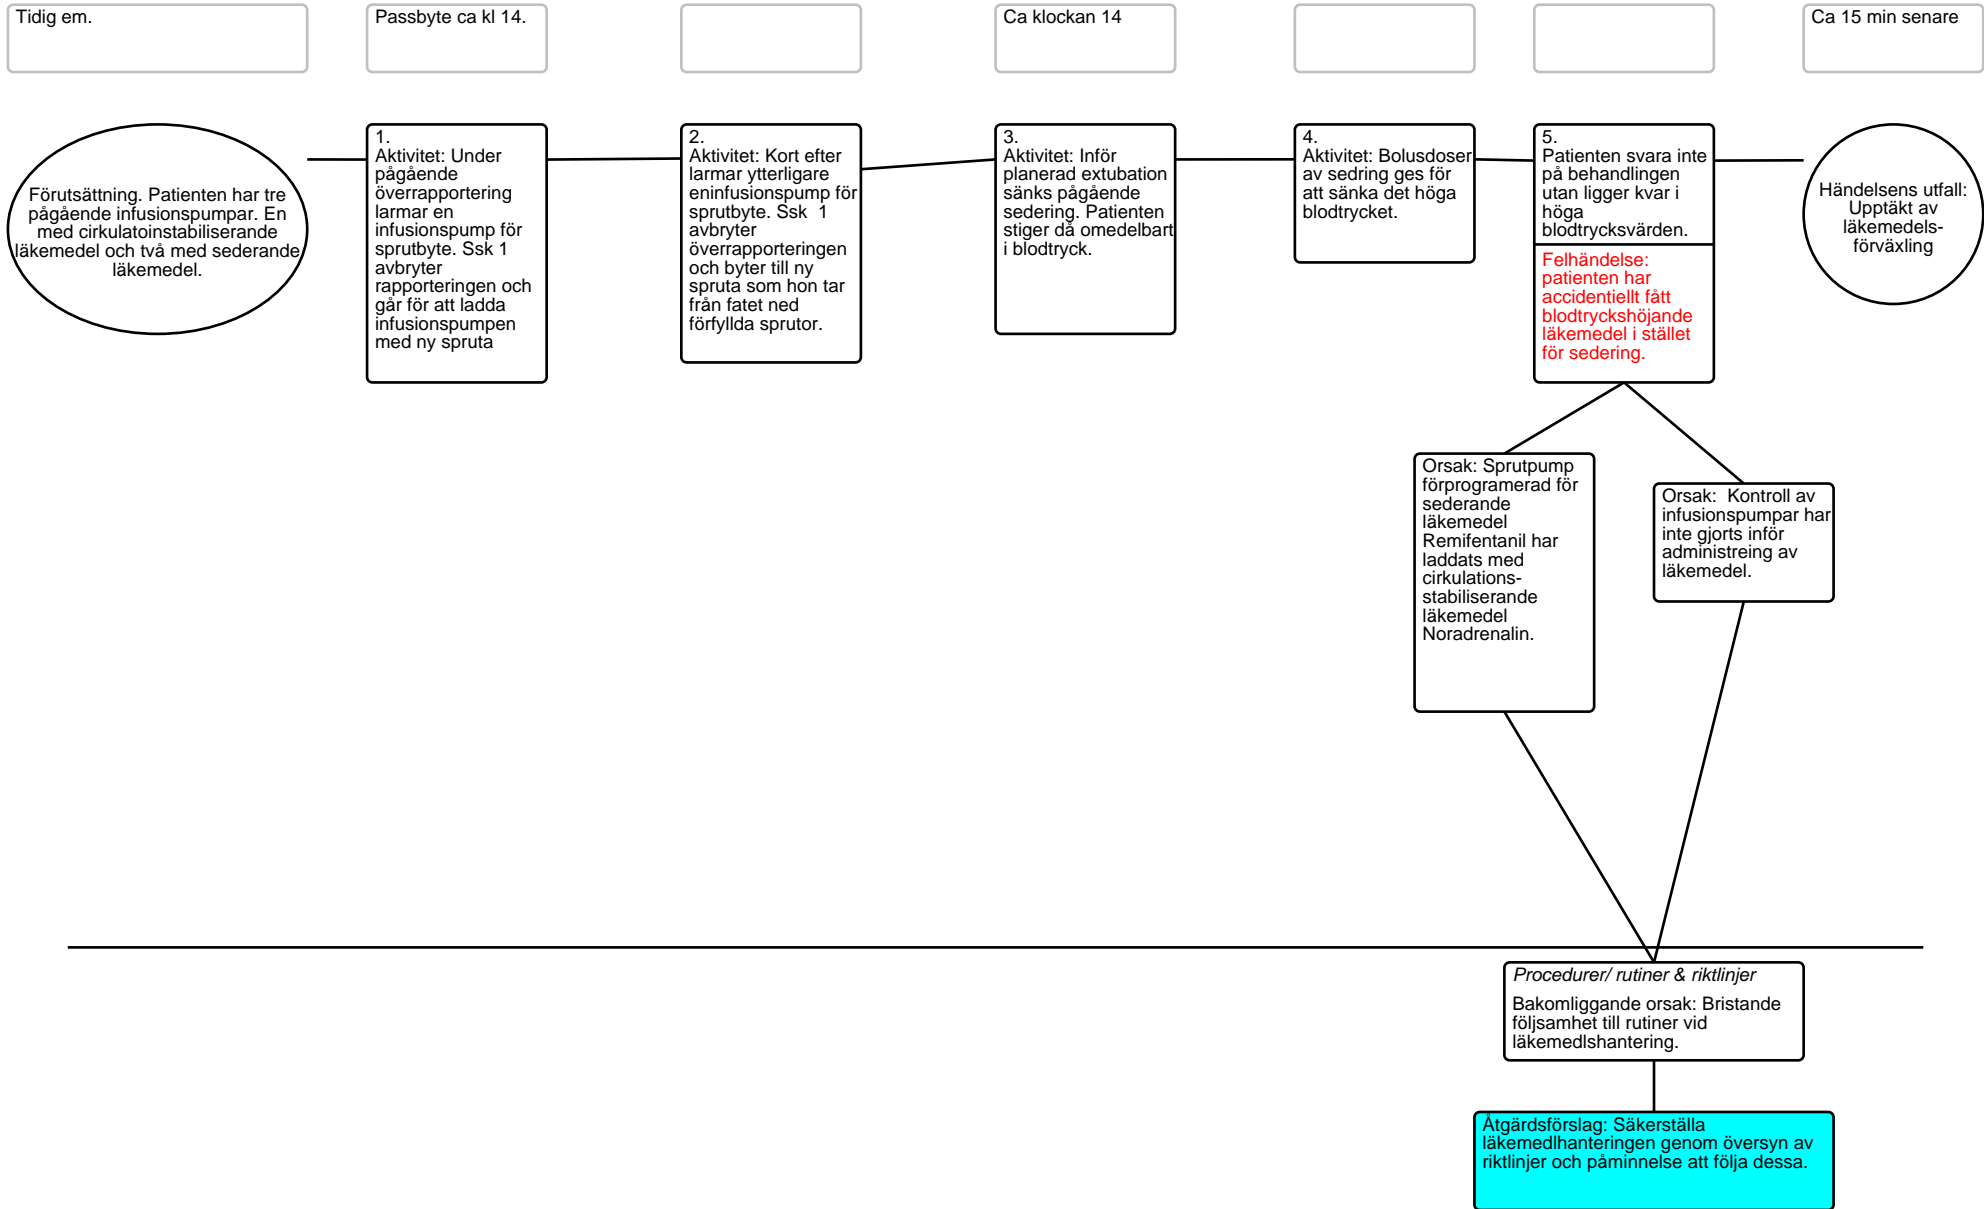 Tidig em.
Passbyte ca kl 14.
Ca klockan 14
Ca 15 min senare
Förutsättning. Patienten har tre
pågående infusionspumpar. En
med cirkulatoinstabiliserande
läkemedel och två med sederande
läkemedel.
1.
Aktivitet: Under
pågående
överrapportering
larmar en
infusionspump för
sprutbyte. Ssk 1
avbryter
rapporteringen och
går för att ladda
infusionspumpen
med ny spruta
2.
Aktivitet: Kort efter
larmar ytterligare
eninfusionspump för
sprutbyte. Ssk  1
avbryter
överrapporteringen
och byter till ny
spruta som hon tar
från fatet ned
förfyllda sprutor.
3.
Aktivitet: Inför
planerad extubation
sänks pågående
sedering. Patienten
stiger då omedelbart
i blodtryck.
4.
Aktivitet: Bolusdoser
av sedring ges för
att sänka det höga
blodtrycket.
5.
Patienten svara inte
på behandlingen
utan ligger kvar i
höga
blodtrycksvärden.
Felhändelse:
patienten har
accidentiellt fått
blodtryckshöjande
läkemedel i stället
för sedering.
Händelsens utfall:
Upptäkt av
läkemedels-
förväxling
Orsak: Sprutpump
förprogramerad för
sederande
läkemedel
Remifentanil har
laddats med
cirkulations-
stabiliserande
läkemedel
Noradrenalin.
Orsak:  Kontroll av
infusionspumpar har
inte gjorts inför
administreing av
läkemedel.
Procedurer/ rutiner & riktlinjer
Bakomliggande orsak: Bristande
följsamhet till rutiner vid
läkemedlshantering.
Åtgärdsförslag: Säkerställa
läkemedlhanteringen genom översyn av
riktlinjer och påminnelse att följa dessa.